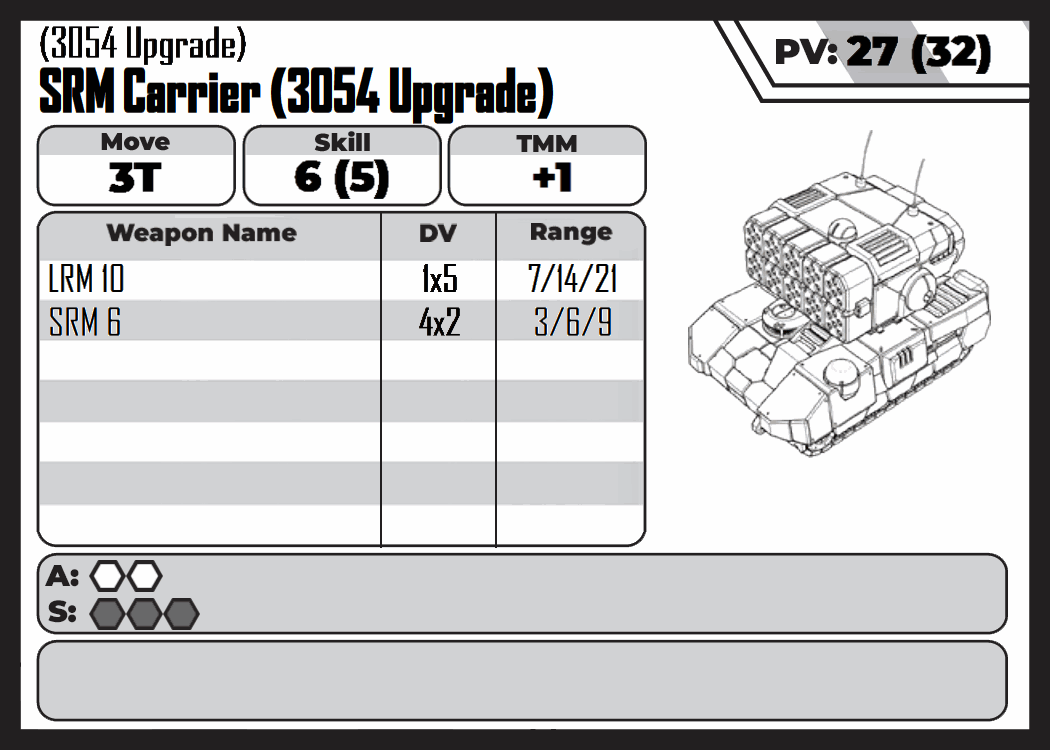 (3054 Upgrade)
PV: 27 (32)
SRM Carrier (3054 Upgrade)
Move Skill TMM
3T 6 (5) +1
Weapon Name DV Range
LRM 10 1x5 7/14/21
SRM 6 4x2 3/6/9
A:
S: